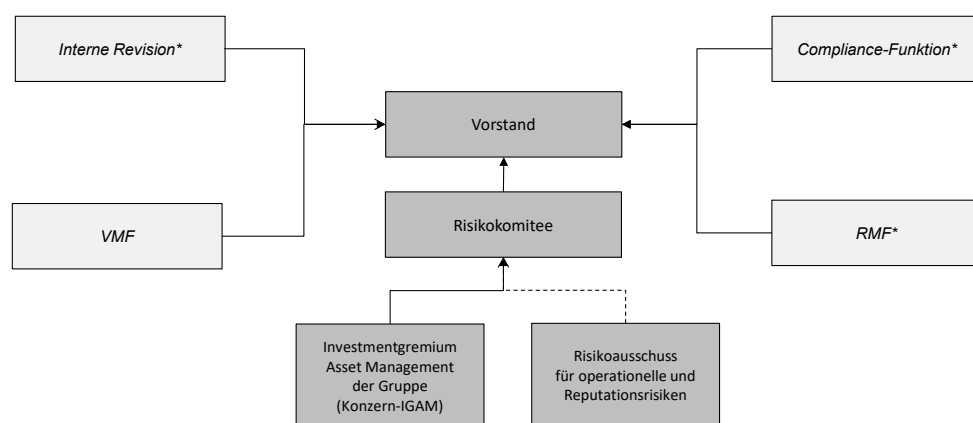 Interne Revision*
Compliance-Funktion*
Vorstand
VMF
Risikokomitee
RMF*
Investmentgremium
Asset Management
der Gruppe
(Konzern-IGAM)
Risikoausschuss
für operationelle und
Reputationsrisiken